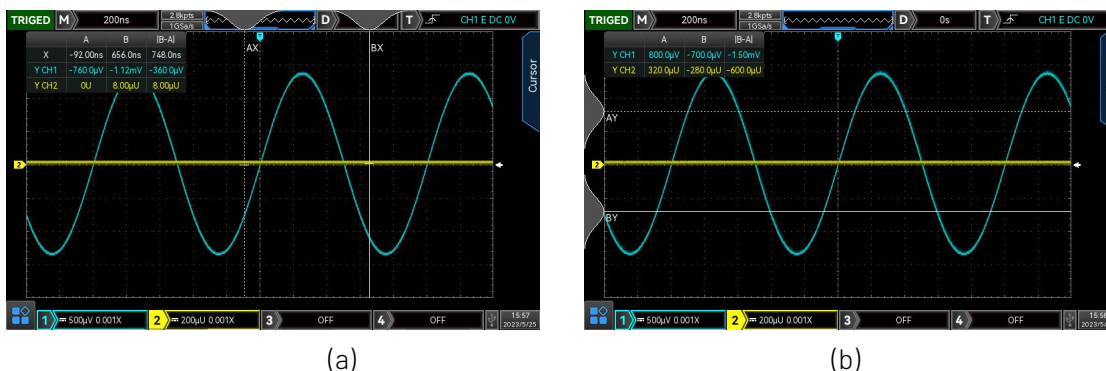 TRIGED M 200ns 2.8kpts 1GSa/s D T CH1 E DC 0V
A B |B-A|
X -92.00ns 656.0ns 748.0ns
Y CH1 -760.0μV -1.12mV -360.0μV
Y CH2 0U 8.00μU 8.00μU
AX BX
Cursor
2
1 500μV 0.001X 2 200μU 0.001X 3 OFF 4 OFF 15:57 2023/5/25
(a)
TRIGED M 200ns 2.8kpts 1GSa/s D 0s T CH1 E DC 0V
A B |B-A|
Y CH1 800.0μV -700.0μV -1.50mV
Y CH2 320.0μU -280.0μU -600.0μU
AY
2
BY
1 500μV 0.001X 2 200μU 0.001X 3 OFF 4 OFF
(b)